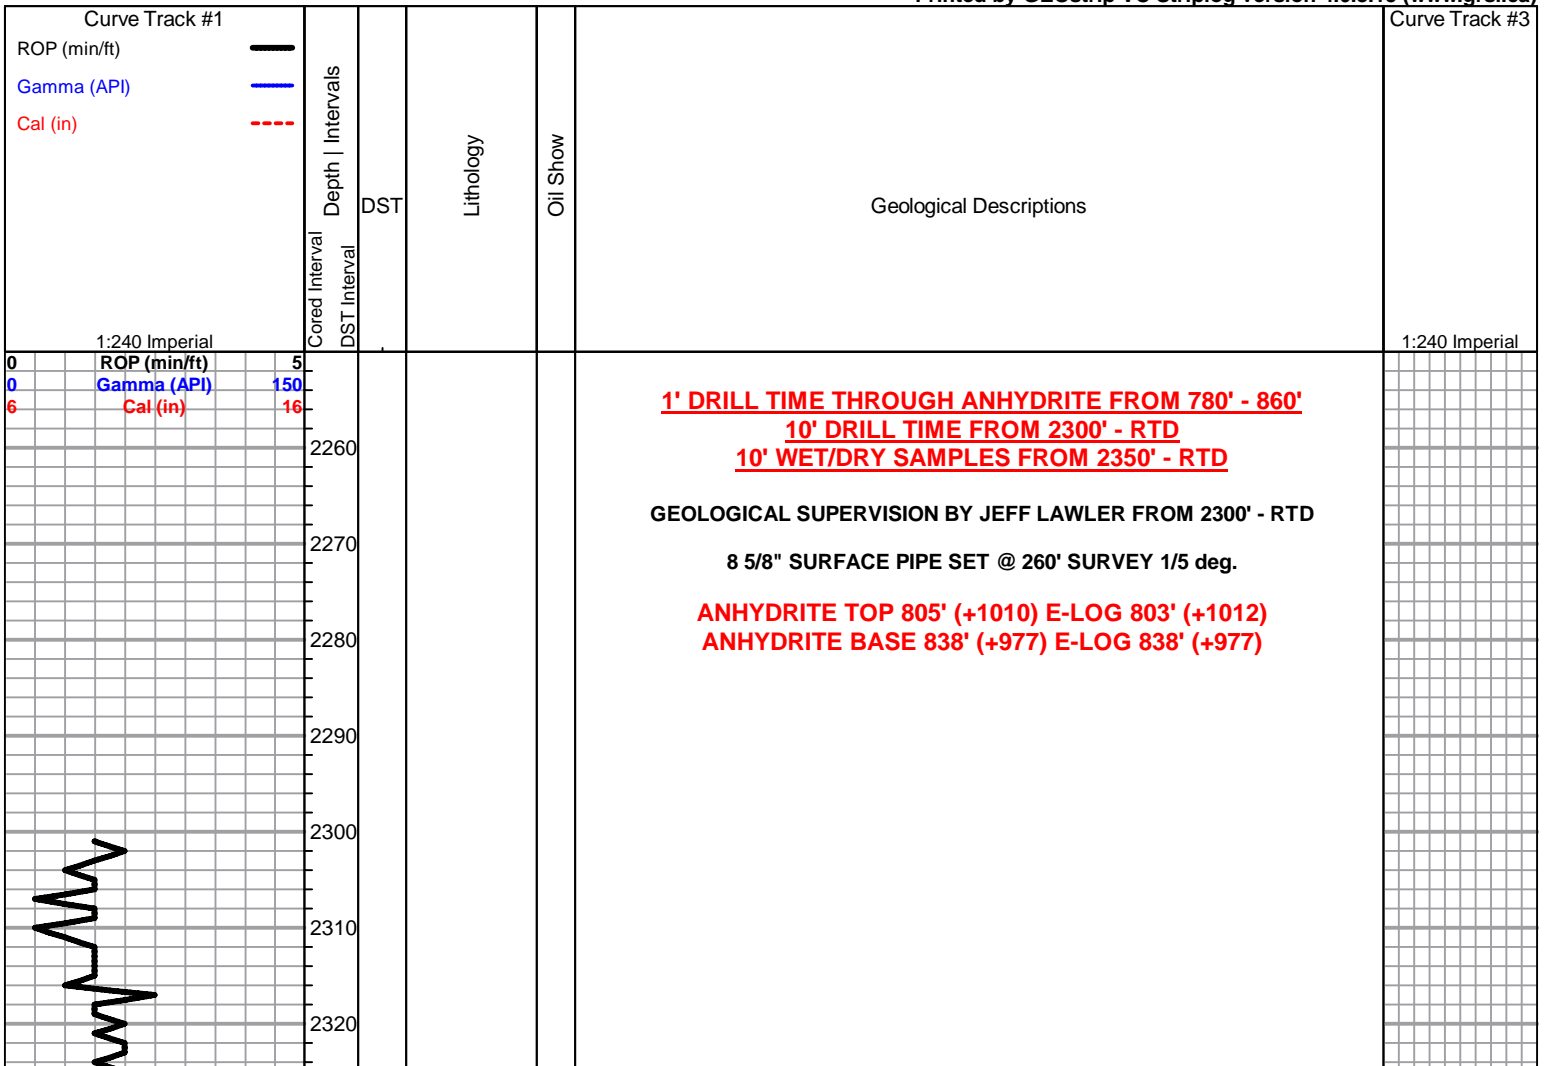 Curve Track #1
ROP (min/ft)
Gamma (API)
Cal (in)
1:240 Imperial
Depth | Intervals
Cored Interval
DST Interval
DST
Lithology
Oil Show
Geological Descriptions
Curve Track #3
1:240 Imperial
0 ROP (min/ft) 5
0 Gamma (API) 150
6 Cal (in) 16
1' DRILL TIME THROUGH ANHYDRITE FROM 780' - 860'
10' DRILL TIME FROM 2300' - RTD
10' WET/DRY SAMPLES FROM 2350' - RTD
GEOLOGICAL SUPERVISION BY JEFF LAWLER FROM 2300' - RTD
8 5/8" SURFACE PIPE SET @ 260' SURVEY 1/5 deg.
ANHYDRITE TOP 805' (+1010) E-LOG 803' (+1012)
ANHYDRITE BASE 838' (+977) E-LOG 838' (+977)
2260
2270
2280
2290
2300
2310
2320